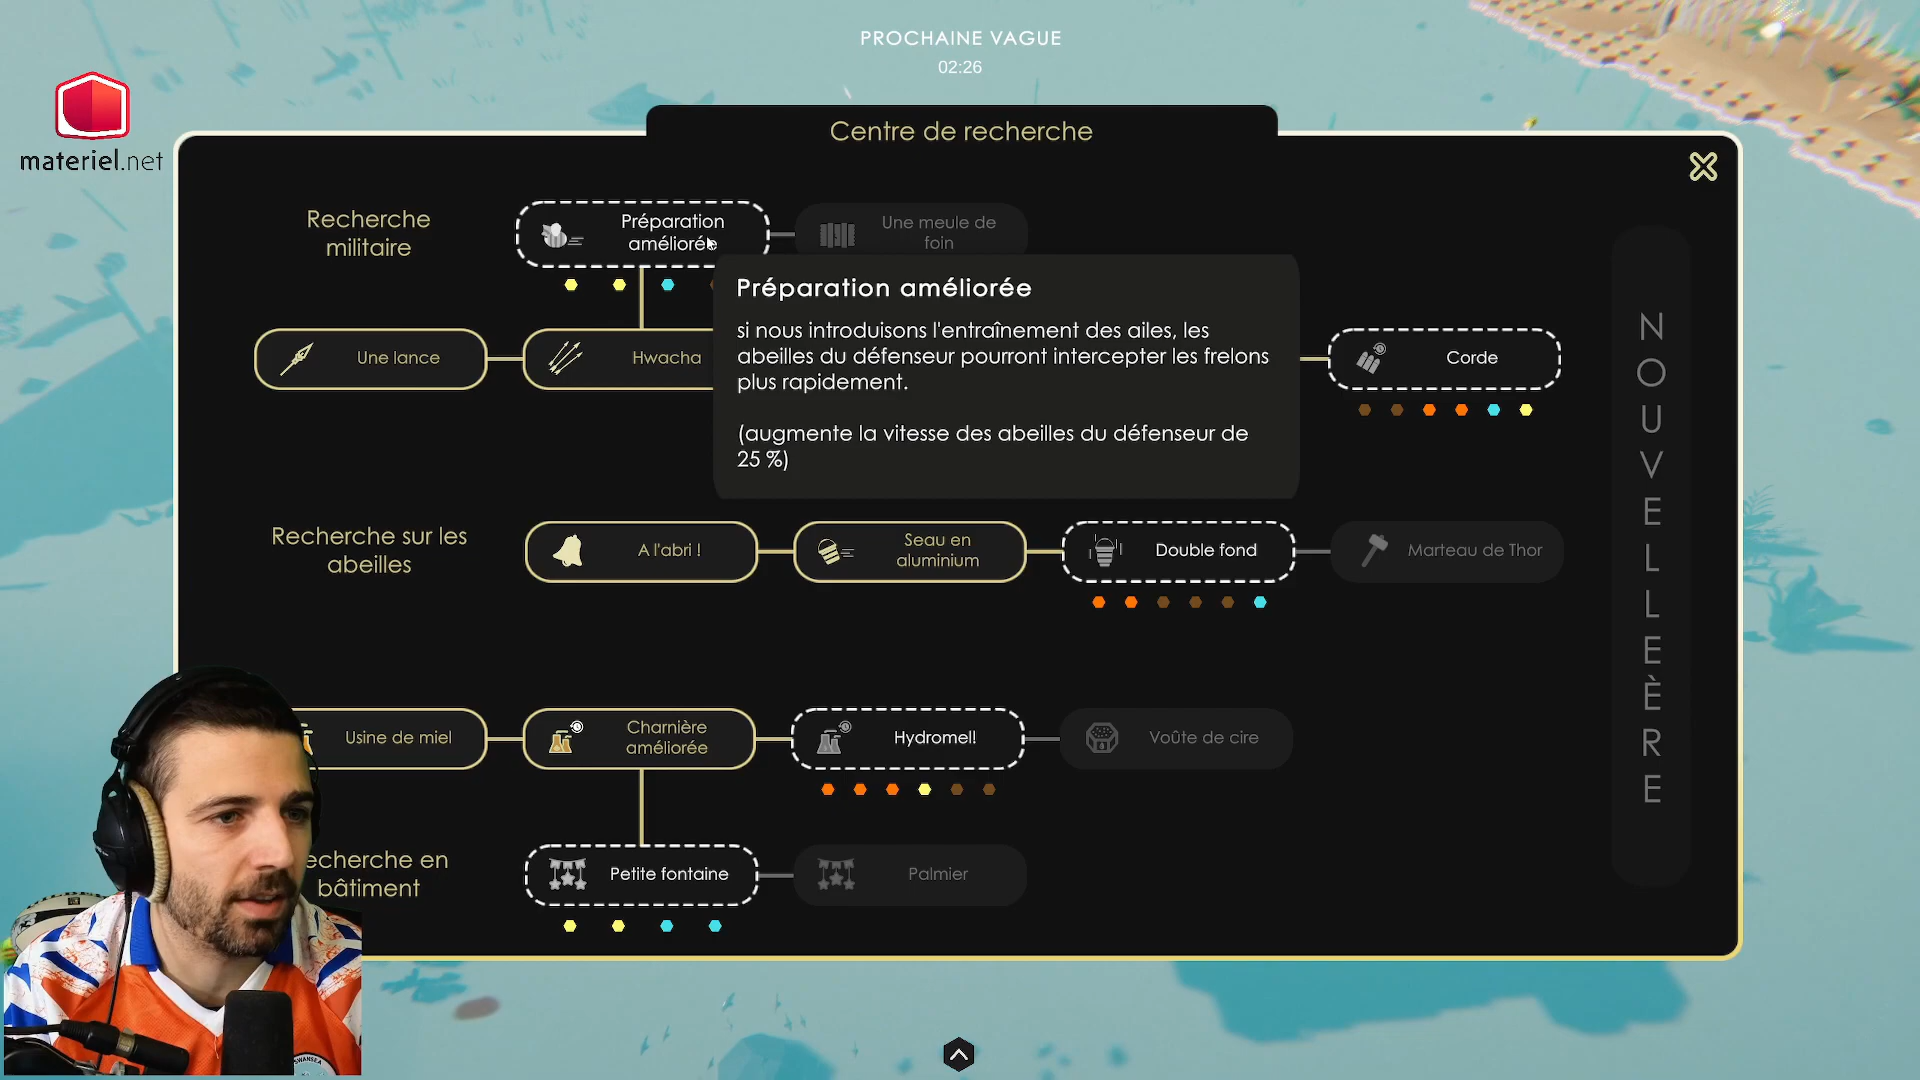 PROCHAINE VAGUE
02:26
materiel.net
Centre de recherche
Recherche
militaire
Préparation
améliorée
Une meule de
foin
Préparation améliorée
si nous introduisons l'entraînement des ailes, les
abeilles du défenseur pourront intercepter les frelons
plus rapidement.
(augmente la vitesse des abeilles du défenseur de
25 %)
Une lance
Hwacha
Corde
Recherche sur les
abeilles
A l'abri !
Seau en
aluminium
Double fond
Marteau de Thor
Usine de miel
Charnière
améliorée
Hydromel!
Voûte de cire
echerche en
bâtiment
Petite fontaine
Palmier
NOUVELLE ÈRE
SWANSEA